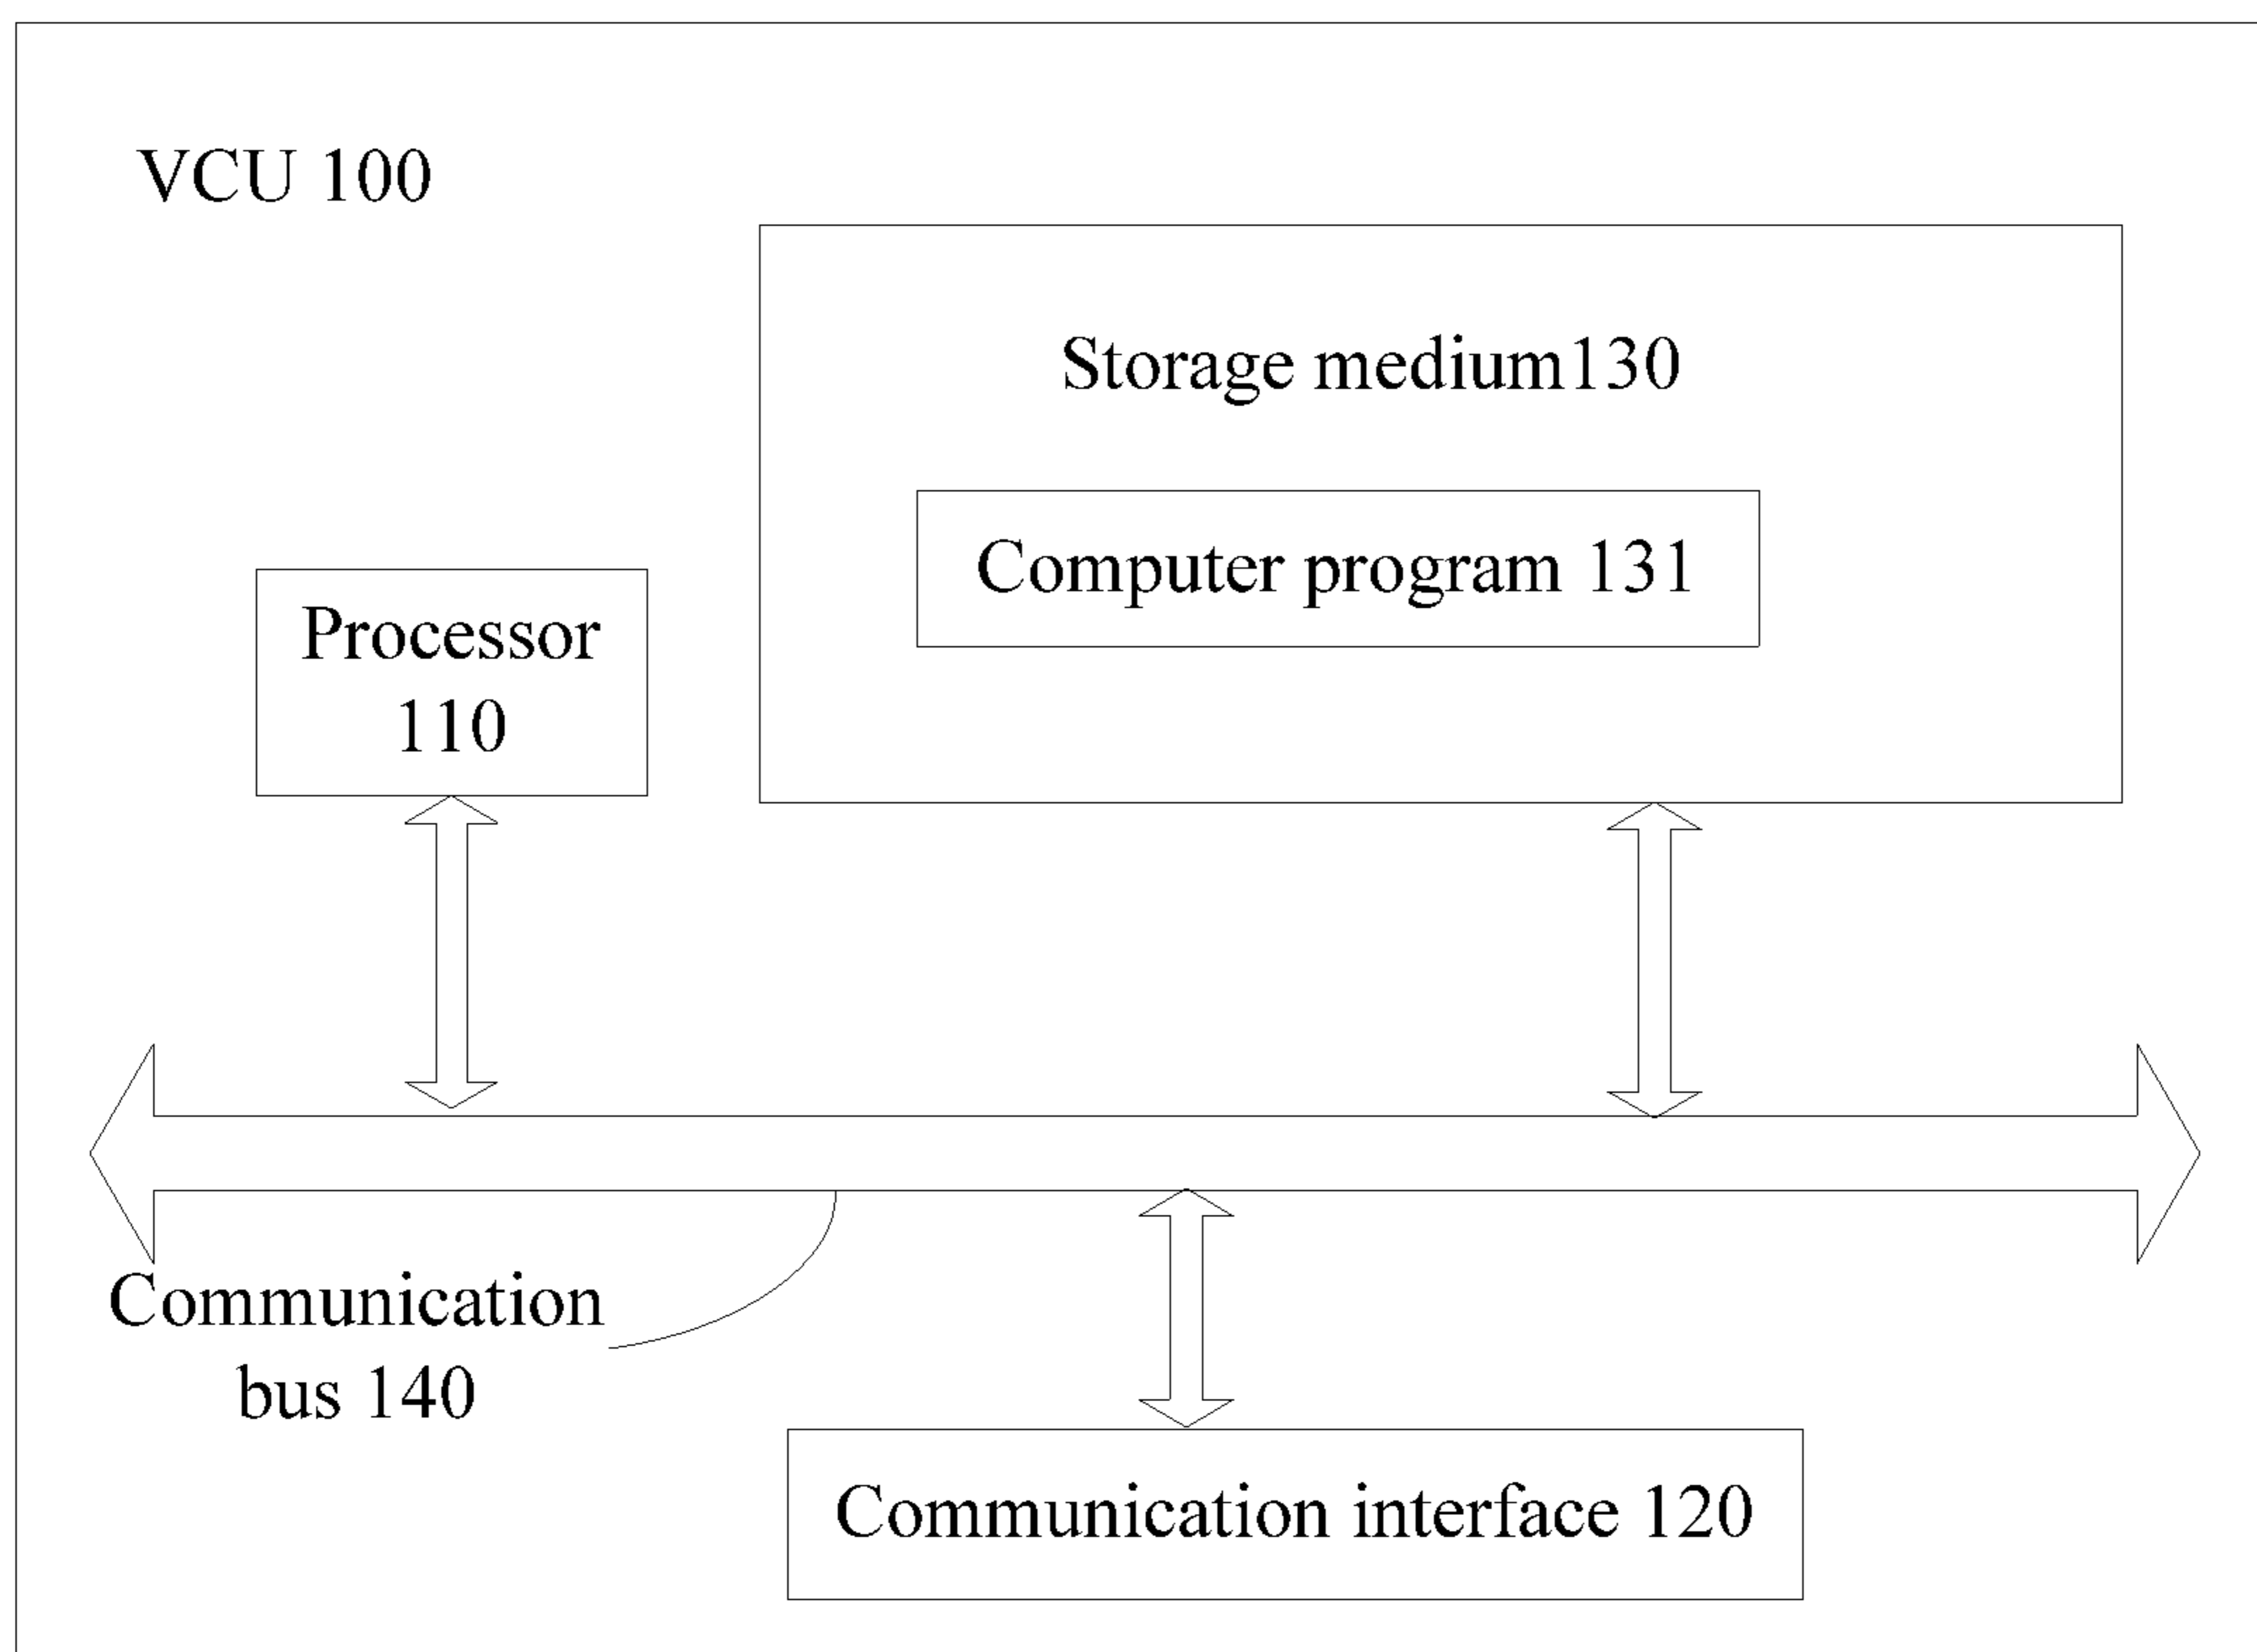 VCU 100
Storage medium130
Computer program 131
Processor
110
Communication
bus 140
Communication interface 120